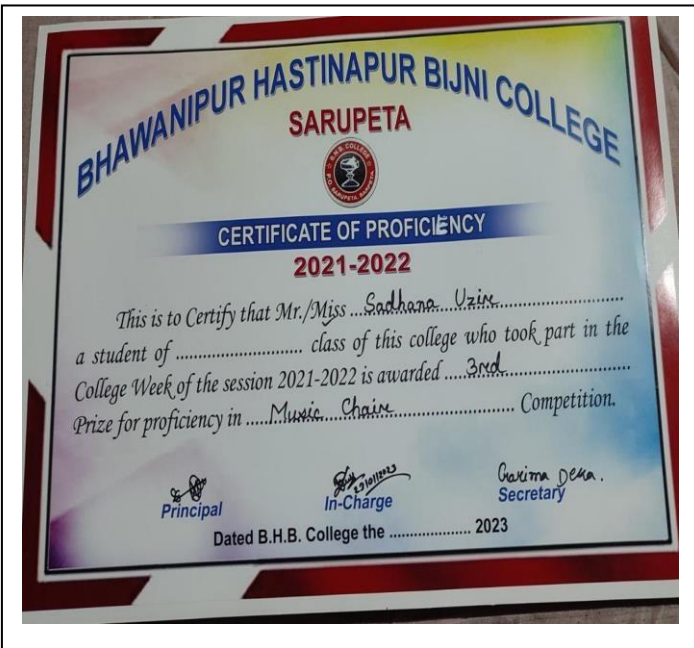 BHAWANIPUR HASTINAPUR BIJNI COLLEGE
SARUPETA
B.H.B. COLLEGE
P.O. SARUPETA, BARPETA
CERTIFICATE OF PROFICIENCY
2021-2022
This is to Certify that Mr./Miss ...Sadhana Uzir...
a student of ........................... class of this college who took part in the
College Week of the session 2021-2022 is awarded ....3rd....
Prize for proficiency in ....Music Chair.... Competition.
Garima Deka.
Principal In-Charge Secretary
Dated B.H.B. College the .................... 2023